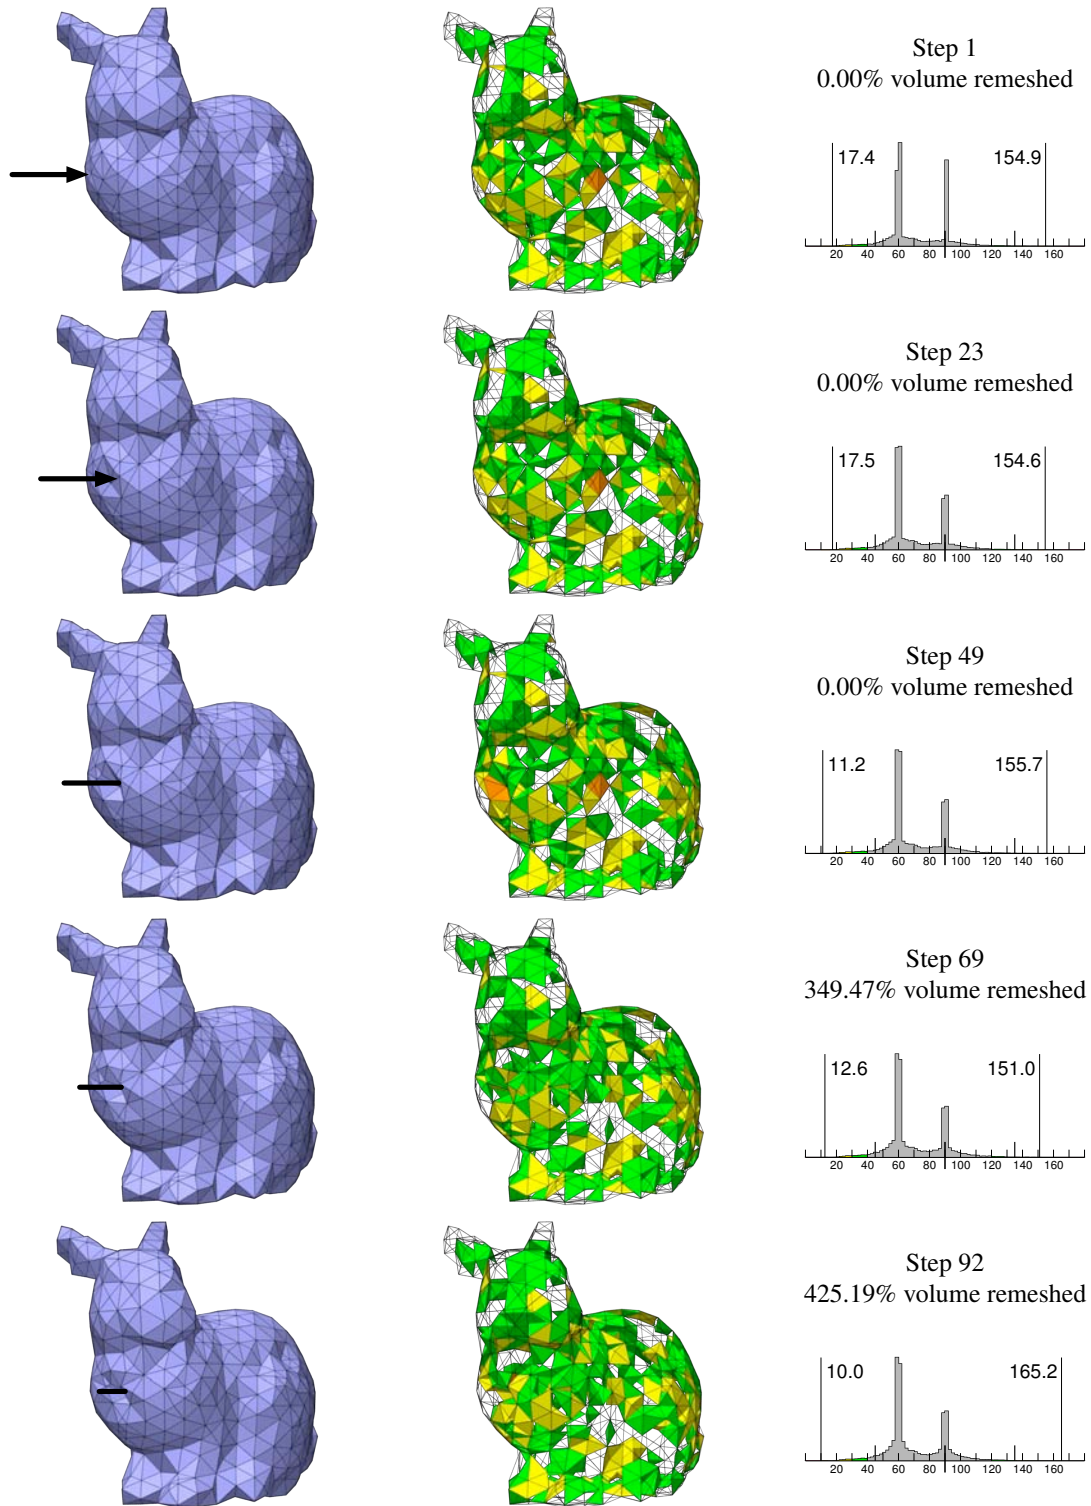 Step 1
0.00% volume remeshed
17.4 154.9
20 40 60 80 100 120 140 160
Step 23
0.00% volume remeshed
17.5 154.6
20 40 60 80 100 120 140 160
Step 49
0.00% volume remeshed
11.2 155.7
20 40 60 80 100 120 140 160
Step 69
349.47% volume remeshed
12.6 151.0
20 40 60 80 100 120 140 160
Step 92
425.19% volume remeshed
10.0 165.2
20 40 60 80 100 120 140 160